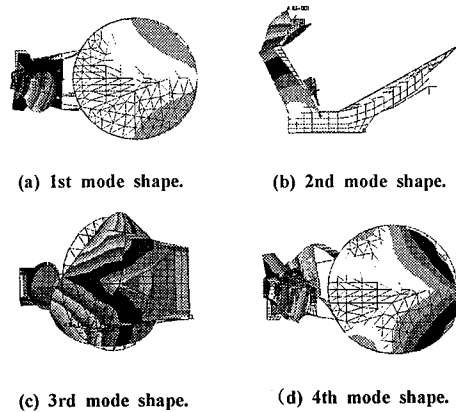 (a) 1st mode shape.
(b) 2nd mode shape.
(c) 3rd mode shape.
(d) 4th mode shape.